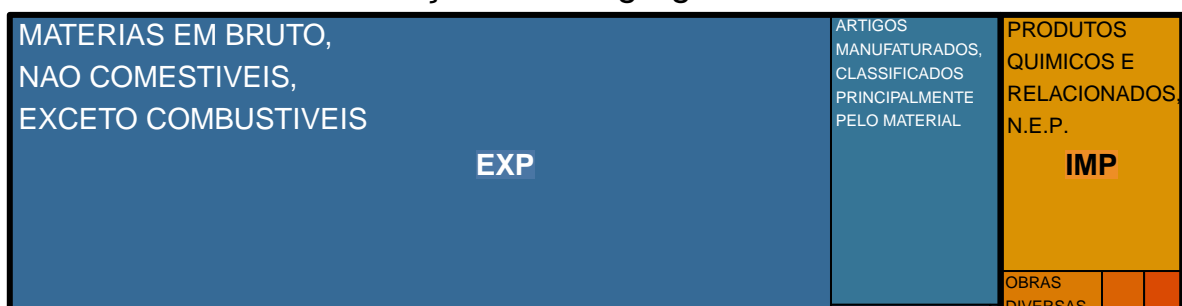 MATERIAS EM BRUTO,
NAO COMESTIVEIS,
EXCETO COMBUSTIVEIS
EXP
ARTIGOS
MANUFATURADOS,
CLASSIFICADOS
PRINCIPALMENTE
PELO MATERIAL
PRODUTOS
QUIMICOS E
RELACIONADOS,
N.E.P.
IMP
OBRAS
DIVERSAS